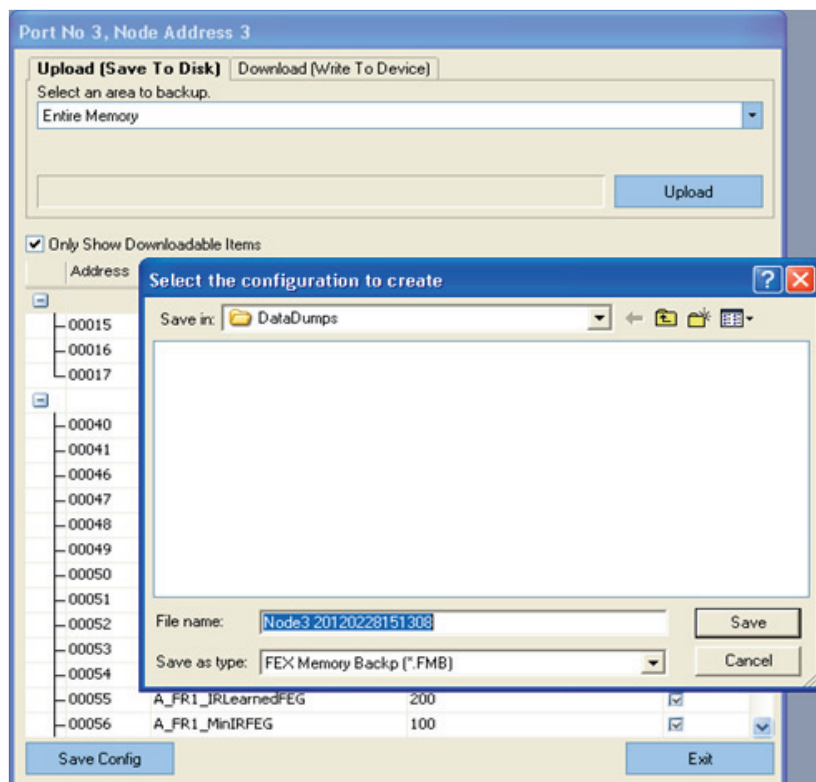 Port No 3, Node Address 3
Upload (Save To Disk) Download (Write To Device)
Select an area to backup.
Entire Memory
Upload
Only Show Downloadable Items
Address
Select the configuration to create
Save in: DataDumps
00015
00016
00017
00040
00041
00046
00047
00048
00049
00050
00051
00052
00053
00054
File name: Node3 20120228151308 Save
Save as type: FEX Memory Backp (*.FMB) Cancel
00055 A_FR1_IRLearnedFEG 200
00056 A_FR1_MinIRFEG 100
Save Config Exit